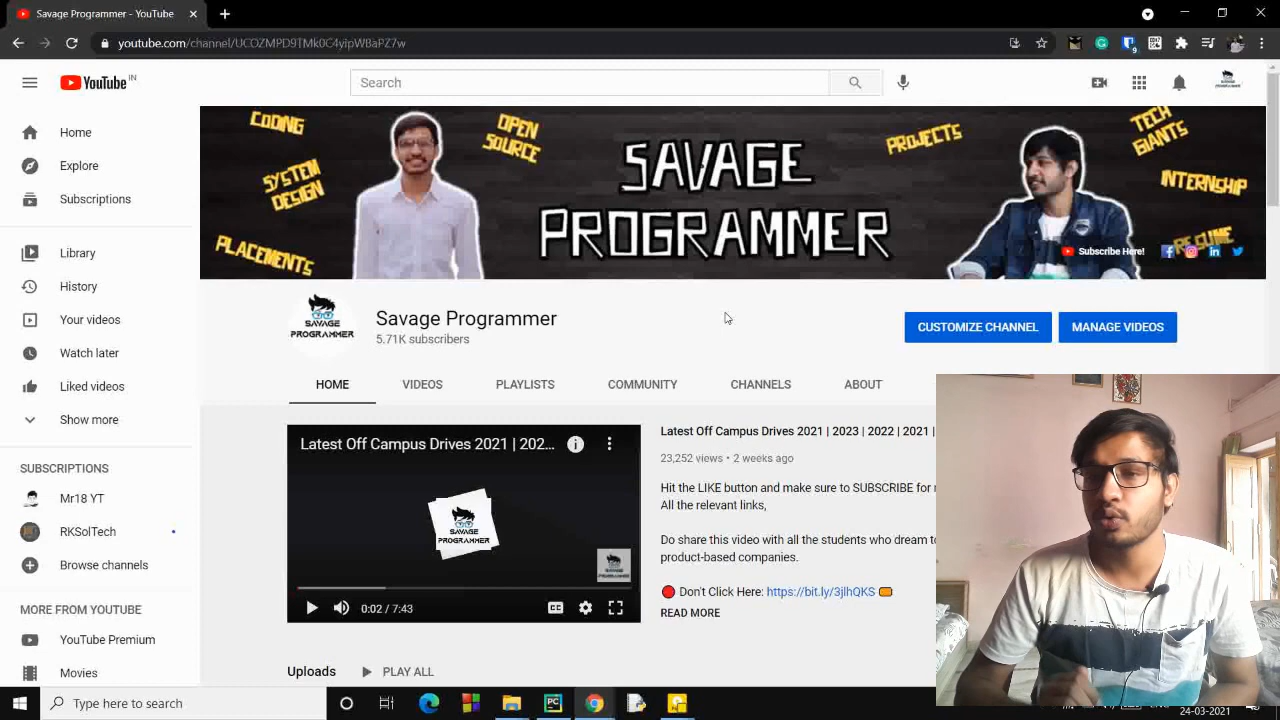 Savage Programmer - YouTube
youtube.com/channel/UCOZMPD9TMk0G4yipWBaPZ7w
YouTube IN
Search
Home
Explore
Subscriptions
Library
History
Your videos
Watch later
Liked videos
Show more
SUBSCRIPTIONS
Mr18 YT
RKSolTech
Browse channels
MORE FROM YOUTUBE
YouTube Premium
Movies
CODING
OPEN SOURCE
SYSTEM DESIGN
PLACEMENTS
SAVAGE
PROGRAMMER
PROJECTS
TECH GIANTS
INTERNSHIP
RESUME
Subscribe Here!
SAVAGE
PROGRAMMER
Savage Programmer
5.71K subscribers
CUSTOMIZE CHANNEL
MANAGE VIDEOS
HOME VIDEOS PLAYLISTS COMMUNITY CHANNELS ABOUT
Latest Off Campus Drives 2021 | 202...
SAVAGE
PROGRAMMER
0:02 / 7:43
Latest Off Campus Drives 2021 | 2023 | 2022 | 2021 |
23,252 views • 2 weeks ago
Hit the LIKE button and make sure to SUBSCRIBE for
All the relevant links,
Do share this video with all the students who dream to
product-based companies.
Don't Click Here: https://bit.ly/3jlhQKS
READ MORE
Uploads PLAY ALL
Type here to search
24-03-2021